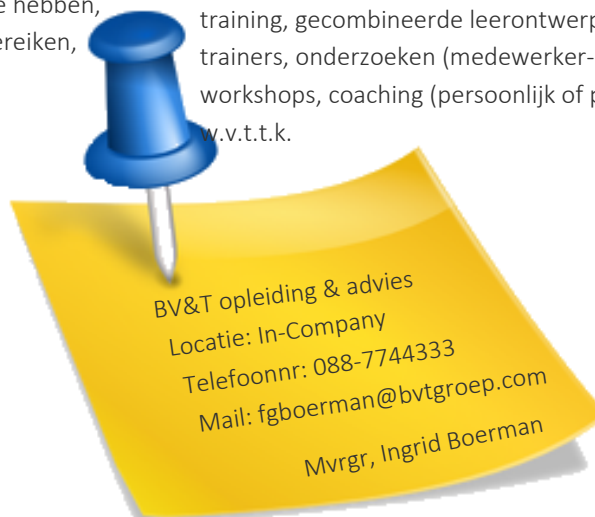 e hebben,
ereiken,
training, gecombineerde leerontwerp
trainers, onderzoeken (medewerker-
workshops, coaching (persoonlijk of p
w.v.t.t.k.
BV&T opleiding & advies
Locatie: In-Company
Telefoonnr: 088-7744333
Mail: fgboerman@bvtgroep.com
Mvrgr, Ingrid Boerman